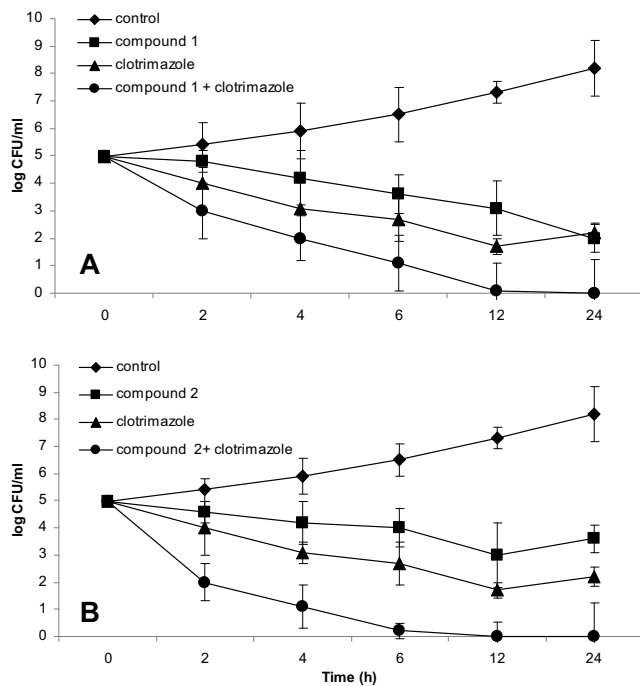 control
compound 1
clotrimazole
compound 1 + clotrimazole
10
9
8
7
6
5
4
3
2
1
0
log CFU/ml
A
0 2 4 6 12 24
control
compound 2
clotrimazole
compound 2+ clotrimazole
10
9
8
7
6
5
4
3
2
1
0
log CFU/ml
B
0 2 4 6 12 24
Time (h)